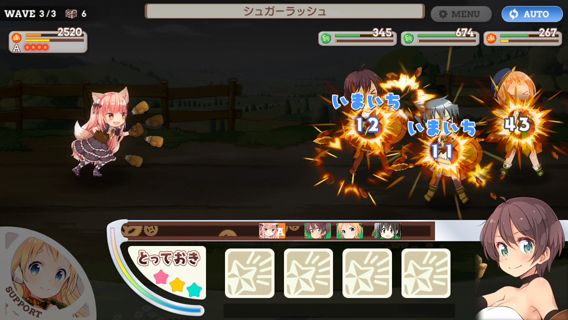 WAVE 3/3 6
シュガーラッシュ
MENU
AUTO
2520
A
345
674
267
いまいち
12
いまいち
11
43
A
とっておき
SUPPORT